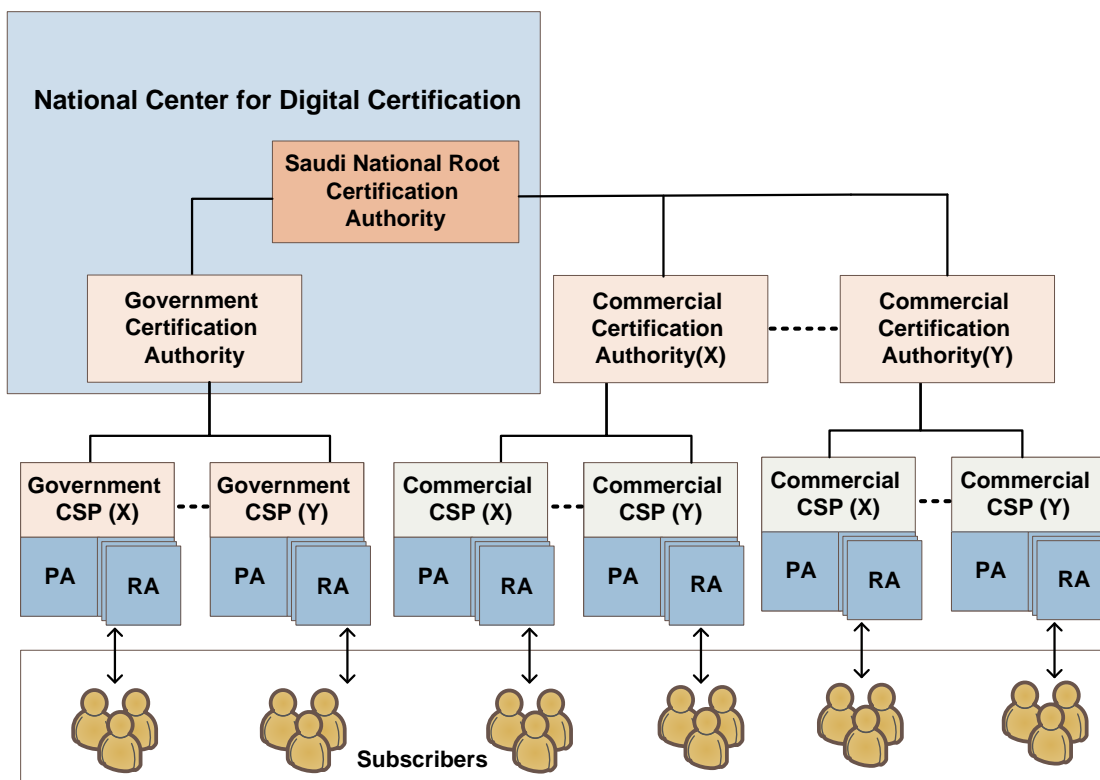 National Center for Digital Certification
Saudi National Root
Certification
Authority
Government
Certification
Authority
Commercial
Certification
Authority(X)
Commercial
Certification
Authority(Y)
Government
CSP (X)
Government
CSP (Y)
Commercial
CSP (X)
Commercial
CSP (Y)
Commercial
CSP (X)
Commercial
CSP (Y)
PA
RA
PA
RA
PA
RA
PA
RA
PA
RA
PA
RA
Subscribers